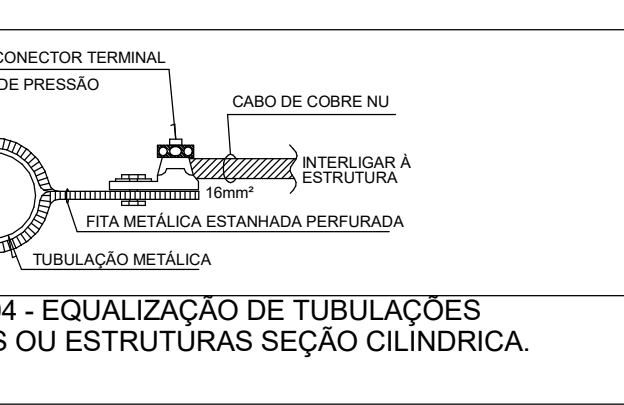 CONECTOR TERMINAL
DE PRESSÃO
CABO DE COBRE NU
INTERLIGAR À
ESTRUTURA
16mm²
FITA METÁLICA ESTANHADA PERFURADA
TUBULAÇÃO METÁLICA
04 - EQUALIZAÇÃO DE TUBULAÇÕES
S OU ESTRUTURAS SEÇÃO CILINDRICA.